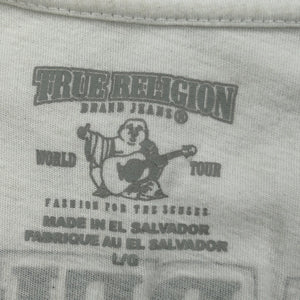 TRUE RELIGION
BRAND JEANS ®
WORLD TOUR
FASHION FOR THE SENSES
MADE IN EL SALVADOR
FABRIQUE AU EL SALVADOR
L/G